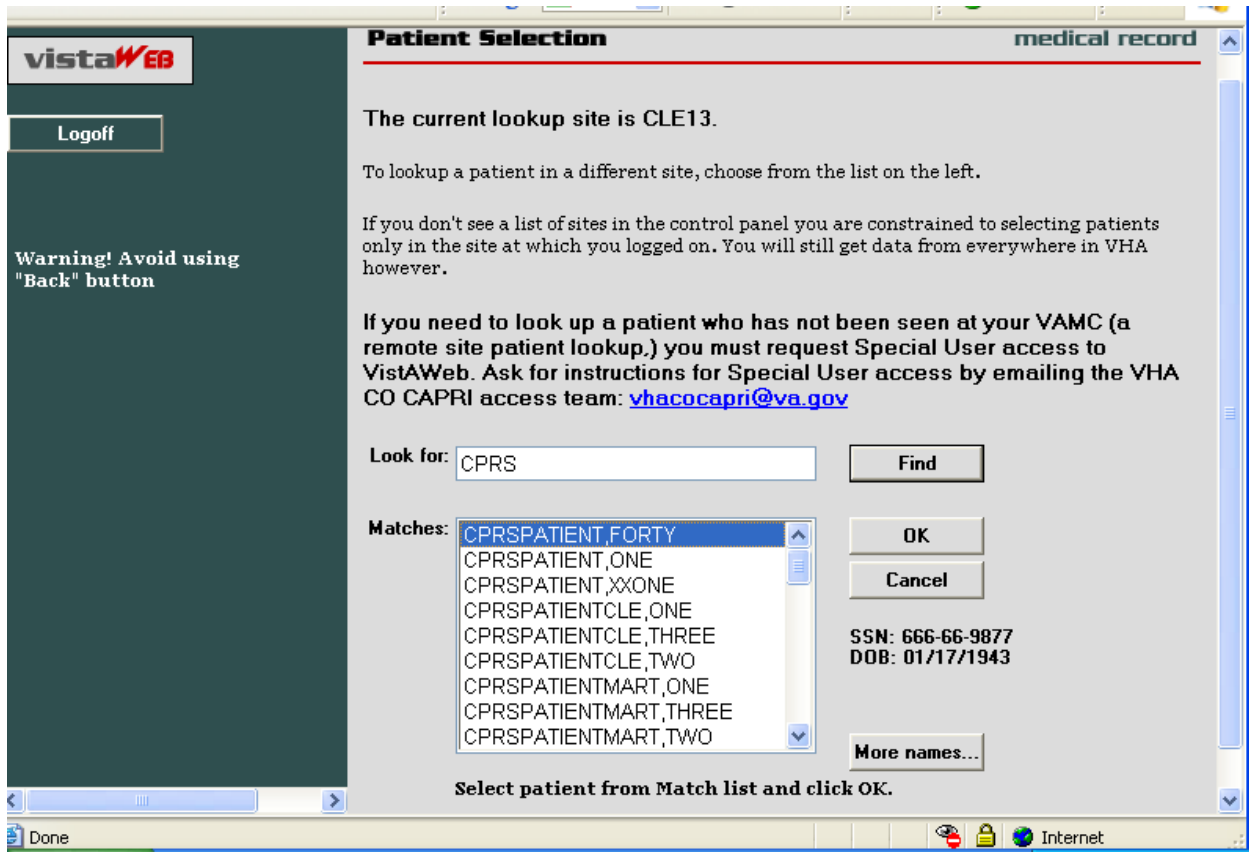 vistaWEB
Logoff
Warning! Avoid using
"Back" button
Patient Selection
medical record
The current lookup site is CLE13.
To lookup a patient in a different site, choose from the list on the left.
If you don't see a list of sites in the control panel you are constrained to selecting patients
only in the site at which you logged on. You will still get data from everywhere in VHA
however.
If you need to look up a patient who has not been seen at your VAMC (a
remote site patient lookup,) you must request Special User access to
VistAWeb. Ask for instructions for Special User access by emailing the VHA
CO CAPRI access team: vhacocapri@va.gov
Look for:
CPRS
Find
Matches:
CPRSPATIENT,FORTY
CPRSPATIENT,ONE
CPRSPATIENT,XXONE
CPRSPATIENTCLE,ONE
CPRSPATIENTCLE,THREE
CPRSPATIENTCLE,TWO
CPRSPATIENTMART,ONE
CPRSPATIENTMART,THREE
CPRSPATIENTMART,TWO
OK
Cancel
SSN: 666-66-9877
DOB: 01/17/1943
More names...
Select patient from Match list and click OK.
Done
Internet